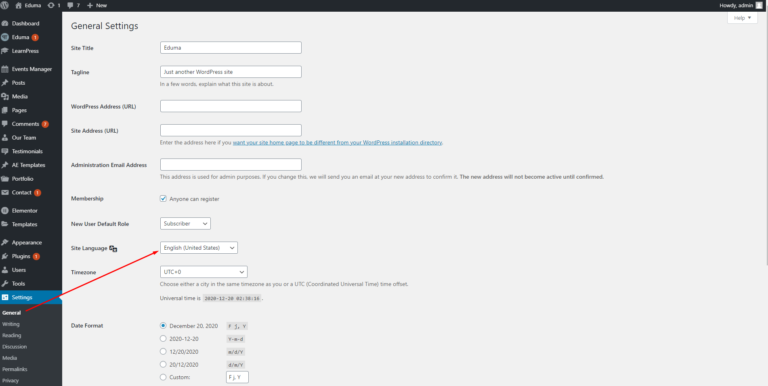 Eduma
1
7
New
Howdy, admin
Help
Dashboard
Eduma 1
LearnPress
Events Manager
Posts
Media
Pages
Comments 7
Our Team
Testimonials
AE Templates
Portfolio
Contact 1
Elementor
Templates
Appearance
Plugins 1
Users
Tools
Settings
General
Writing
Reading
Discussion
Media
Permalinks
Privacy
General Settings
Site Title
Eduma
Tagline
Just another WordPress site
In a few words, explain what this site is about.
WordPress Address (URL)
Site Address (URL)
Enter the address here if you want your site home page to be different from your WordPress installation directory.
Administration Email Address
This address is used for admin purposes. If you change this, we will send you an email at your new address to confirm it. The new address will not become active until confirmed.
Membership
Anyone can register
New User Default Role
Subscriber
Site Language
English (United States)
Timezone
UTC+0
Choose either a city in the same timezone as you or a UTC (Coordinated Universal Time) time offset.
Universal time is 2020-12-20 02:38:16 .
Date Format
December 20, 2020 F j, Y
2020-12-20 Y-m-d
12/20/2020 m/d/Y
20/12/2020 d/m/Y
Custom: F j, Y